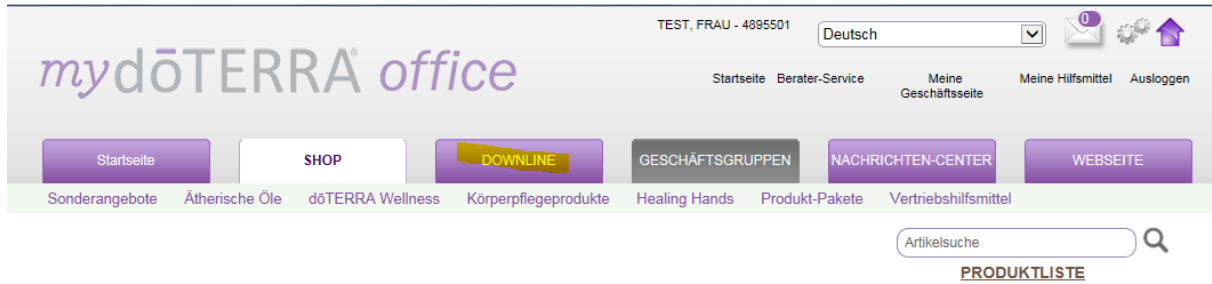 TEST, FRAU - 4895501
Deutsch
0
mydōTERRA® office
Startseite Berater-Service Meine Geschäftsseite Meine Hilfsmittel Ausloggen
Startseite SHOP DOWNLINE GESCHÄFTSGRUPPEN NACHRICHTEN-CENTER WEBSEITE
Sonderangebote Ätherische Öle dōTERRA Wellness Körperpflegeprodukte Healing Hands Produkt-Pakete Vertriebshilfsmittel
Artikelsuche
PRODUKTLISTE